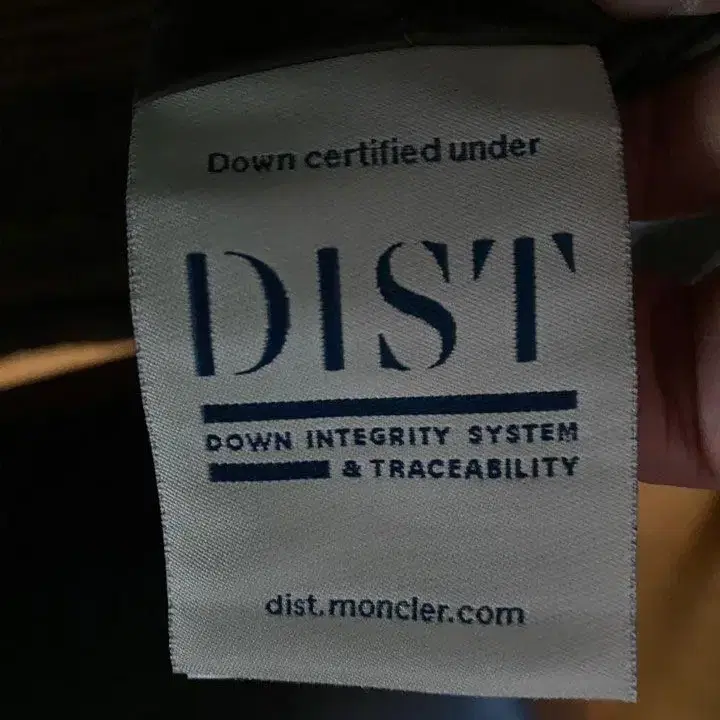 Down certified under
DIST
DOWN INTEGRITY SYSTEM
& TRACEABILITY
dist.moncler.com